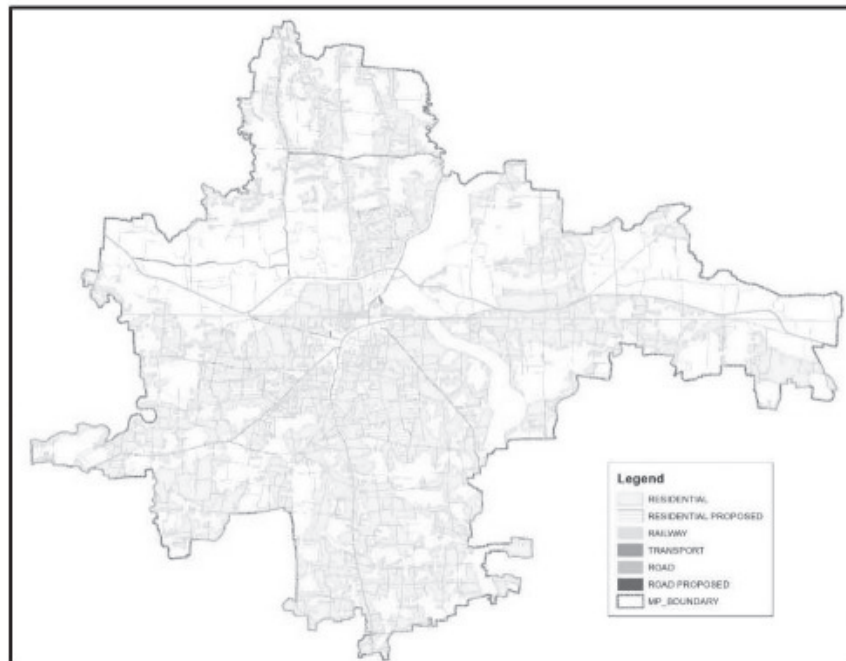 Legend
RESIDENTIAL
RESIDENTIAL PROPOSED
RAILWAY
TRANSPORT
ROAD
ROAD PROPOSED
MP_BOUNDARY